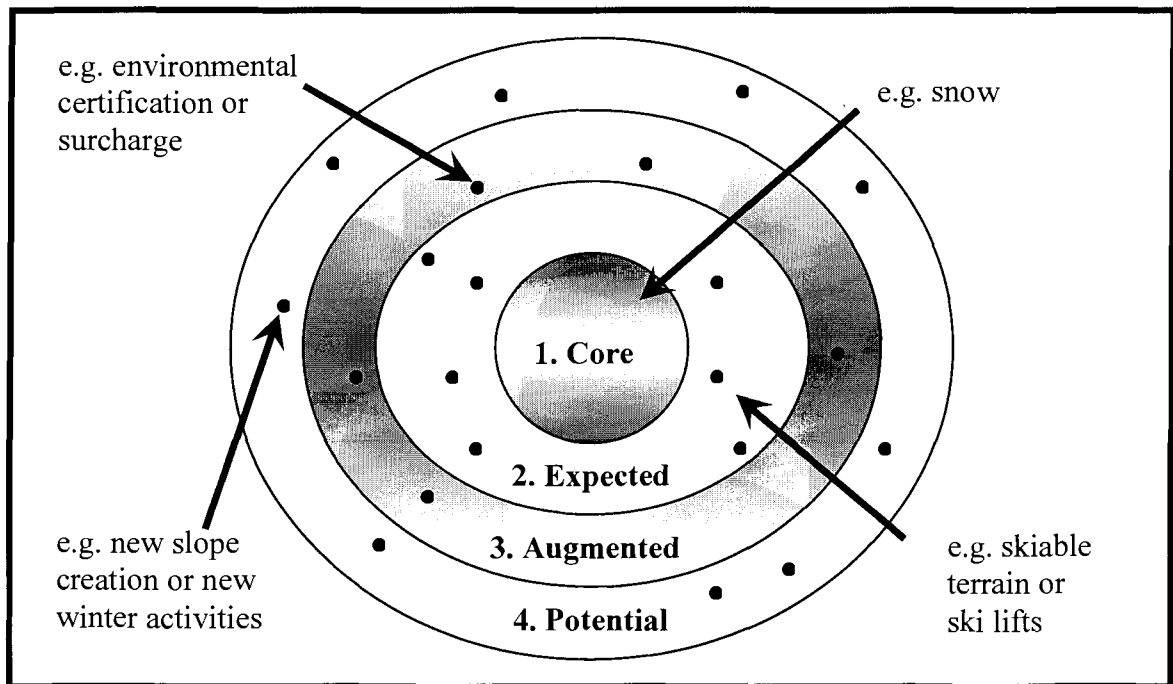 e.g. environmental
certification or
surcharge
e.g. snow
1. Core
2. Expected
3. Augmented
4. Potential
e.g. new slope
creation or new
winter activities
e.g. skiable
terrain or
ski lifts